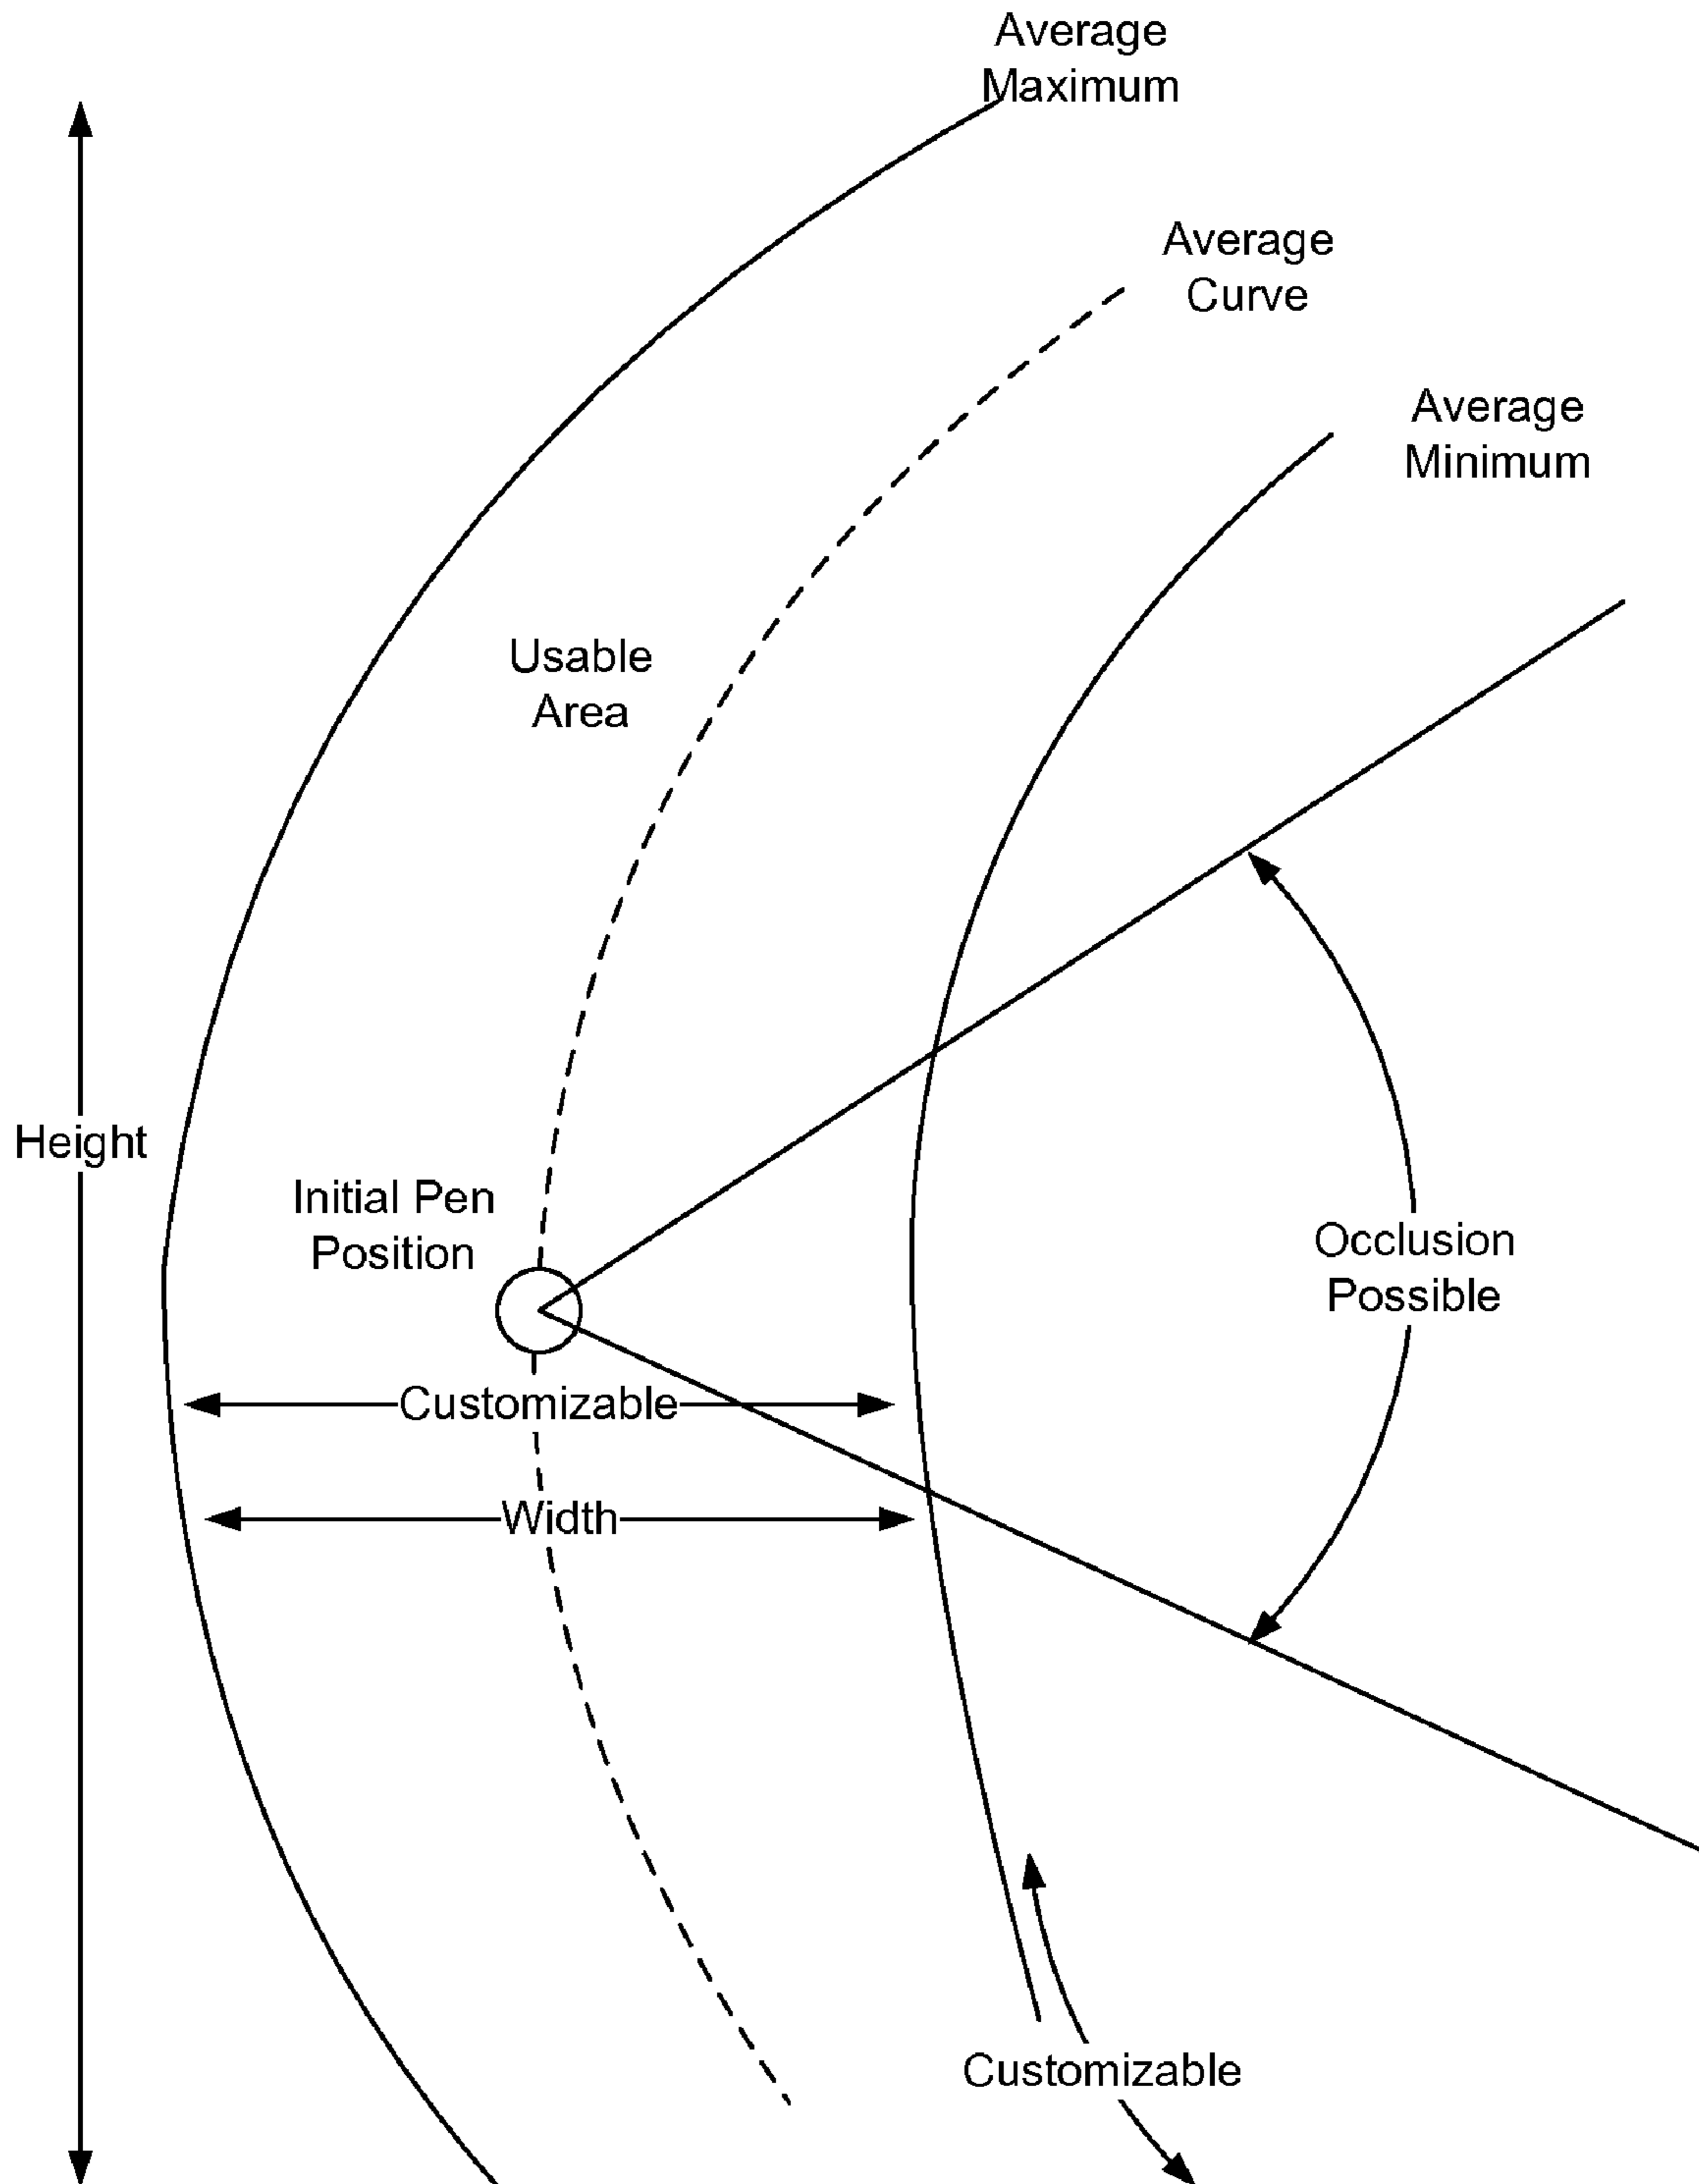 Average
Maximum
Average
Curve
Average
Minimum
Usable
Area
Height
Initial Pen
Position
Occlusion
Possible
Customizable
Width
Customizable